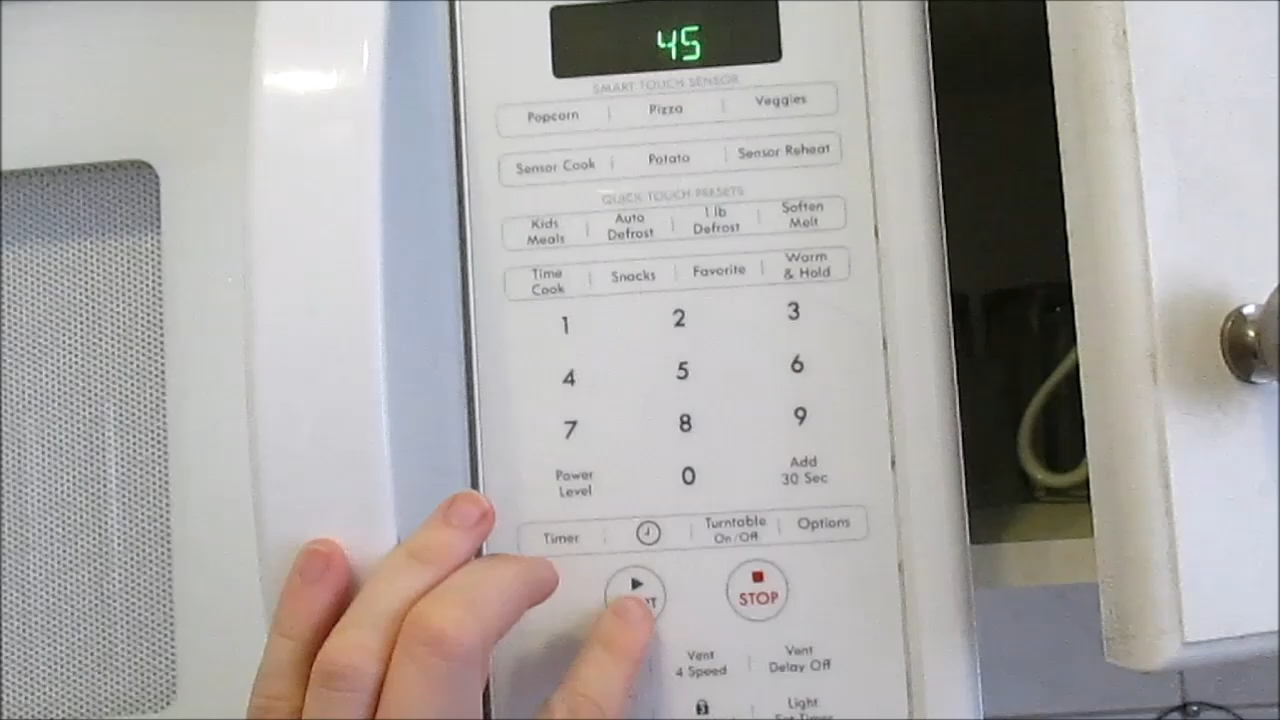 45
SMART TOUCH SENSOR
Popcorn Pizza Veggies
Sensor Cook Potato Sensor Reheat
QUICK TOUCH PRESETS
Kids Meals Auto Defrost 1 lb Defrost Soften Melt
Time Cook Snacks Favorite Warm & Hold
1 2 3
4 5 6
7 8 9
Power Level 0 Add 30 Sec
Timer Turntable On/Off Options
STOP
Vent 4 Speed Vent Delay Off
Light